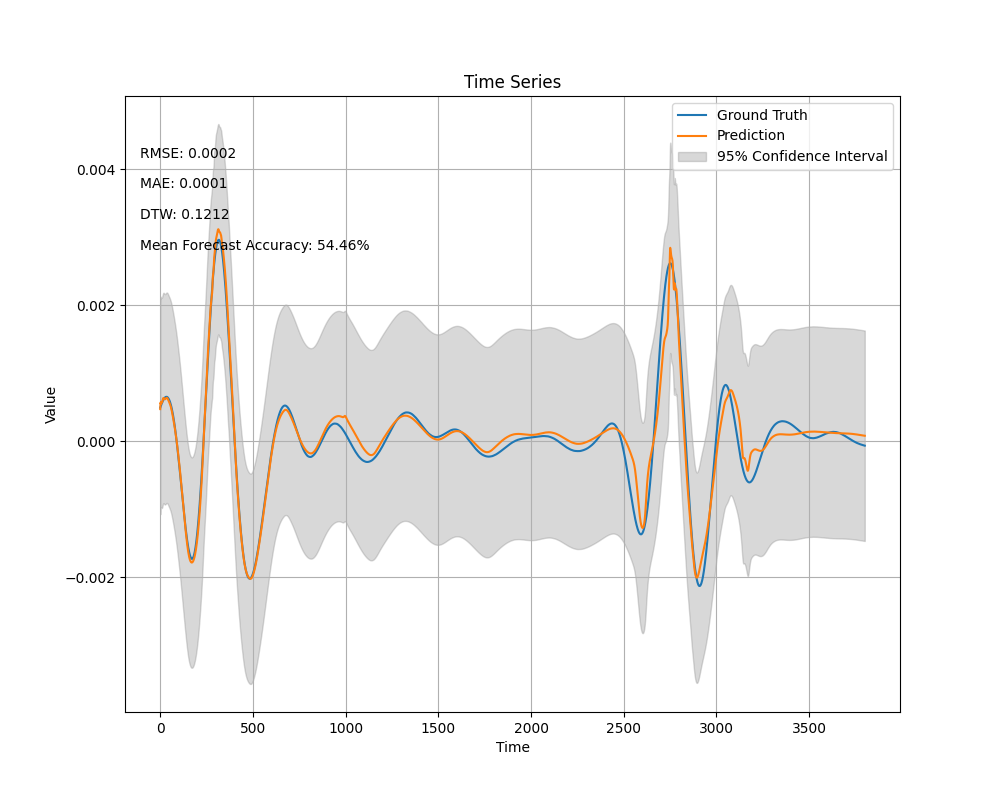 Time Series
Ground Truth
Prediction
95% Confidence Interval
RMSE: 0.0002
MAE: 0.0001
DTW: 0.1212
Mean Forecast Accuracy: 54.46%
0.004
0.002
0.000
−0.002
Value
0
500
1000
1500
2000
2500
3000
3500
Time